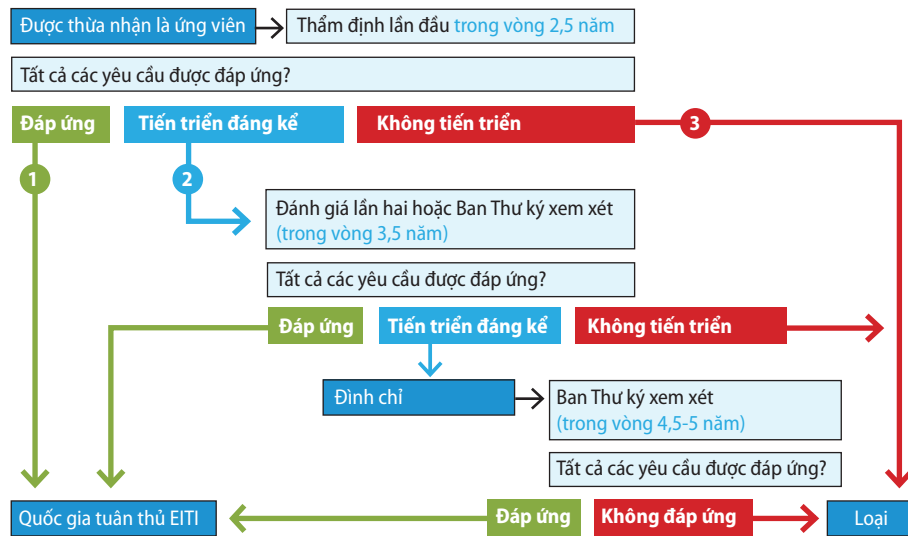 Được thừa nhận là ứng viên
Thẩm định lần đầu trong vòng 2,5 năm
Tất cả các yêu cầu được đáp ứng?
Đáp ứng
Tiến triển đáng kể
Không tiến triển
3
1
2
Đánh giá lần hai hoặc Ban Thư ký xem xét
(trong vòng 3,5 năm)
Tất cả các yêu cầu được đáp ứng?
Đáp ứng
Tiến triển đáng kể
Không tiến triển
Đình chỉ
Ban Thư ký xem xét
(trong vòng 4,5-5 năm)
Tất cả các yêu cầu được đáp ứng?
Quốc gia tuân thủ EITI
Đáp ứng
Không đáp ứng
Loại